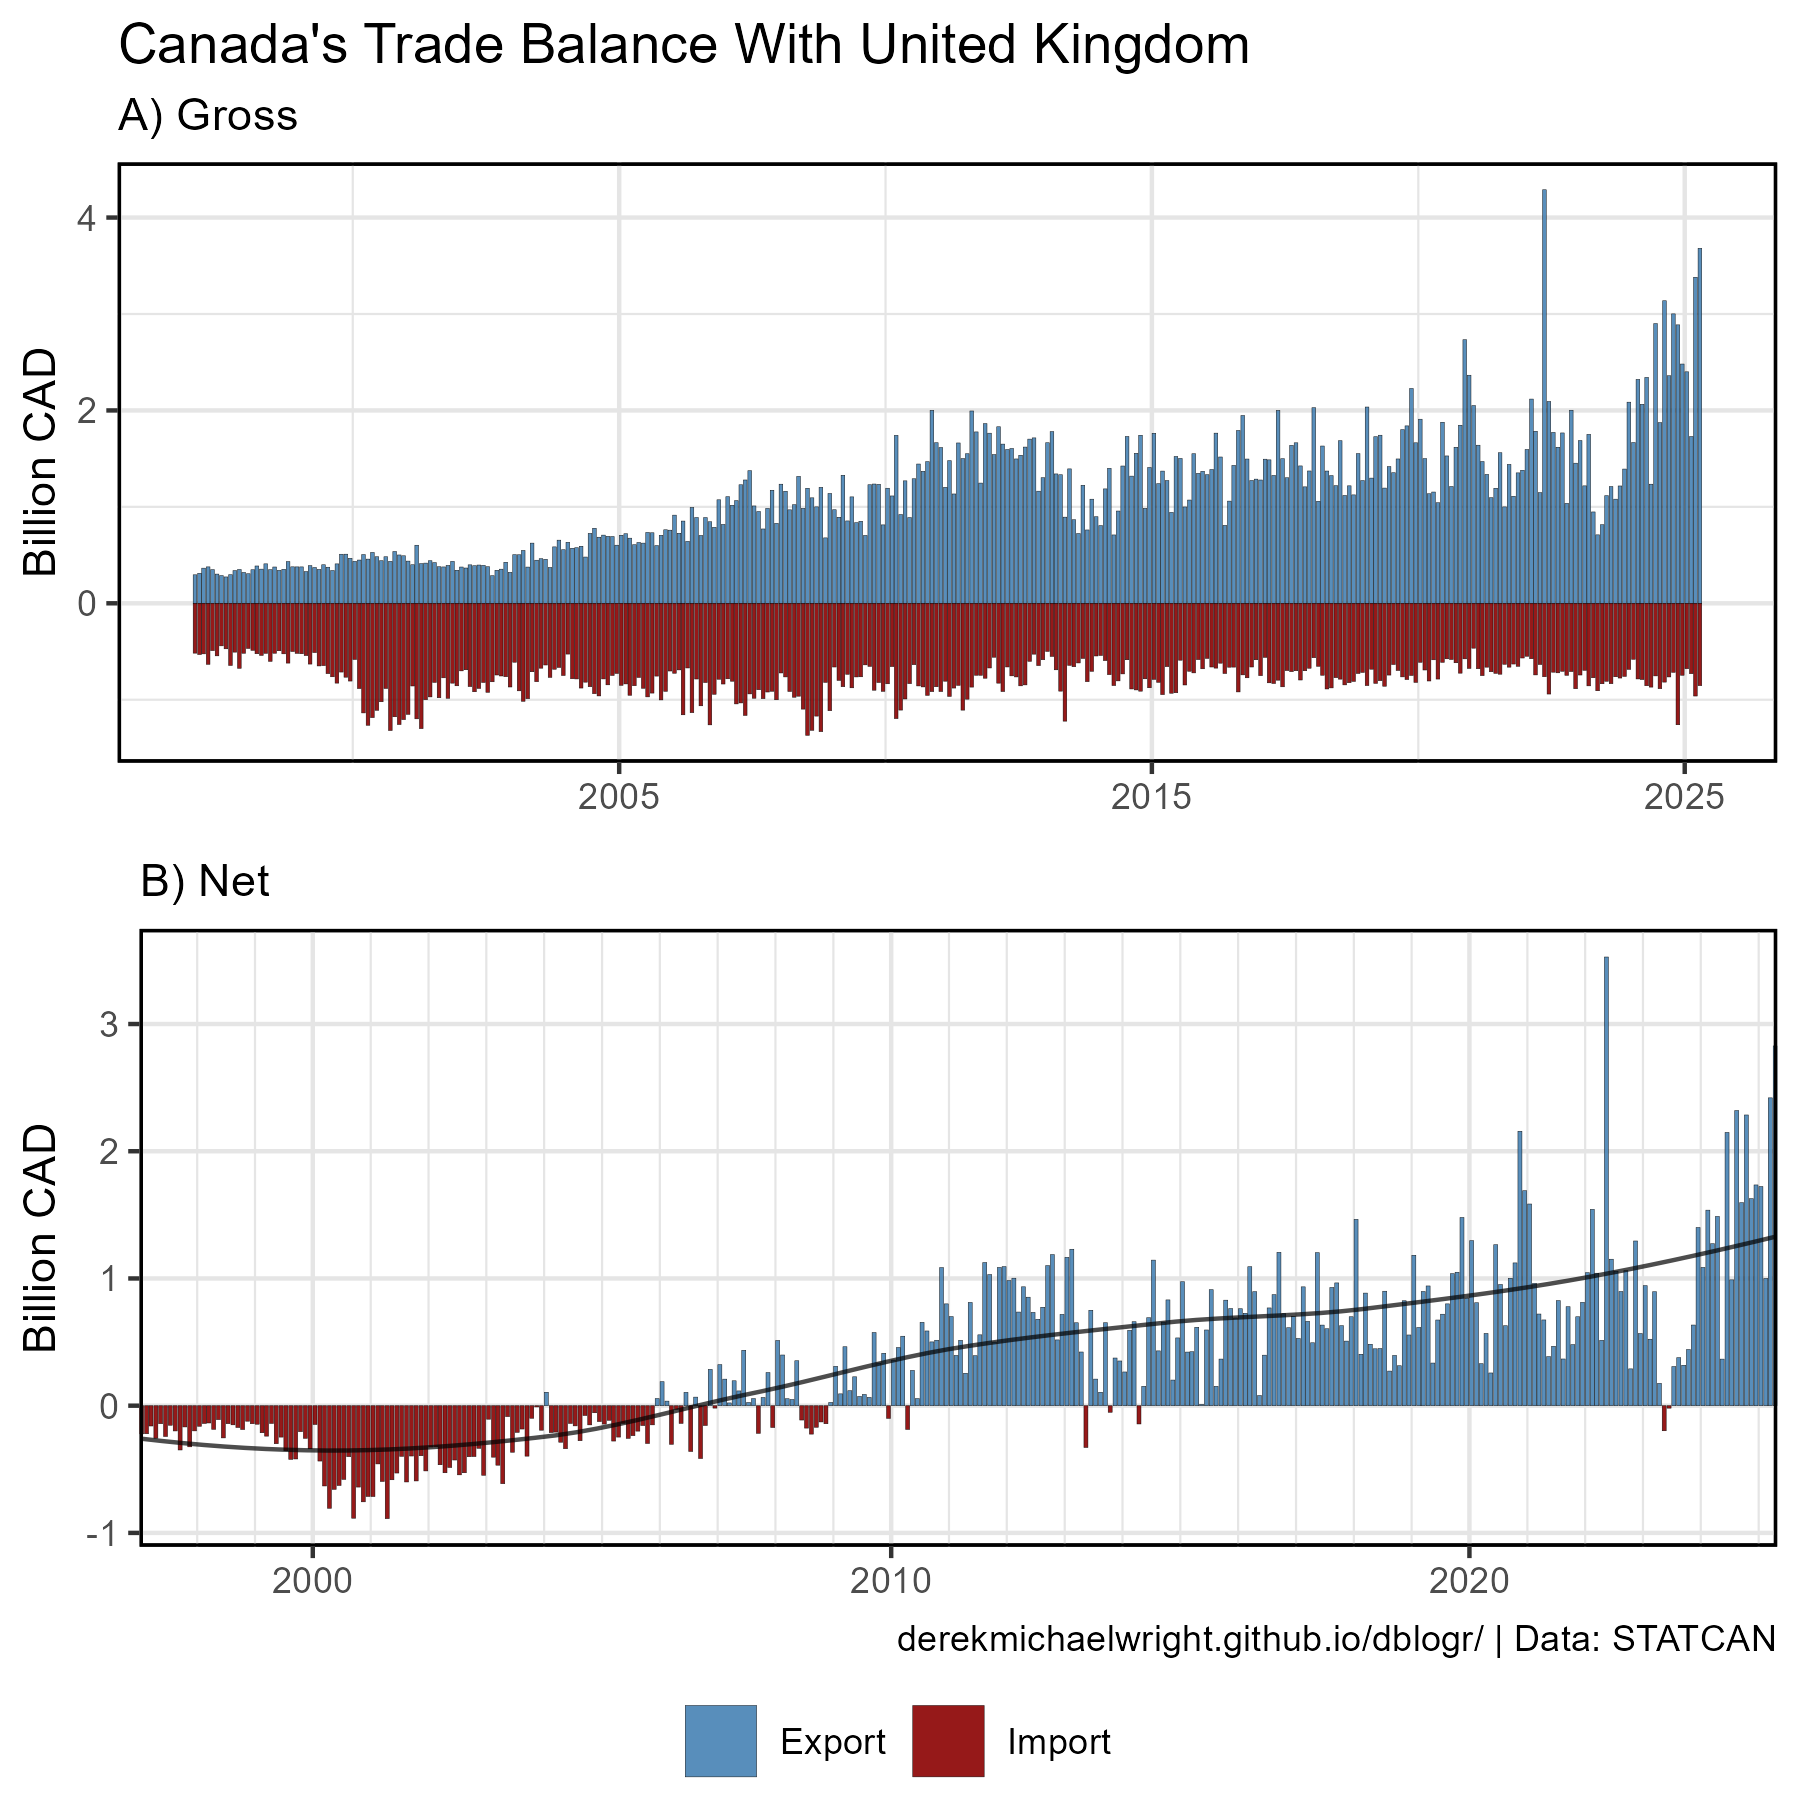 Canada's Trade Balance With United Kingdom
A) Gross
Billion CAD
4
2
0
2005
2015
2025
B) Net
Billion CAD
3
2
1
0
-1
2000
2010
2020
derekmichaelwright.github.io/dblogr/ | Data: STATCAN
Export
Import